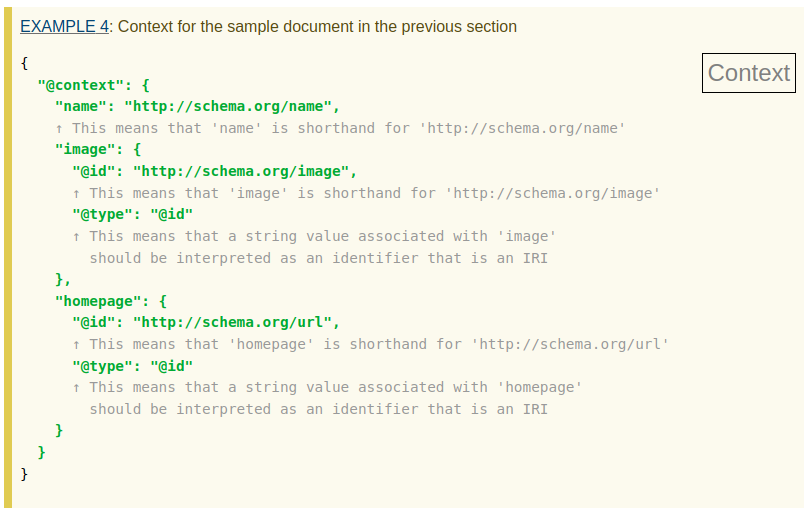 EXAMPLE 4: Context for the sample document in the previous section
Context
{
  "@context": {
    "name": "http://schema.org/name",
    ↑ This means that 'name' is shorthand for 'http://schema.org/name'
    "image": {
      "@id": "http://schema.org/image",
      ↑ This means that 'image' is shorthand for 'http://schema.org/image'
      "@type": "@id"
      ↑ This means that a string value associated with 'image'
        should be interpreted as an identifier that is an IRI
    },
    "homepage": {
      "@id": "http://schema.org/url",
      ↑ This means that 'homepage' is shorthand for 'http://schema.org/url'
      "@type": "@id"
      ↑ This means that a string value associated with 'homepage'
        should be interpreted as an identifier that is an IRI
    }
  }
}